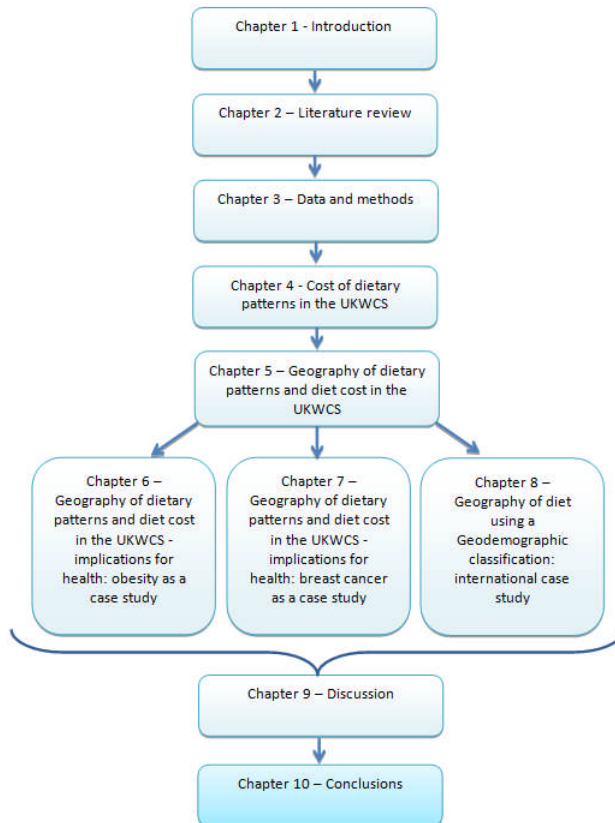 Chapter 1 - Introduction
Chapter 2 – Literature review
Chapter 3 – Data and methods
Chapter 4 - Cost of dietary
patterns in the UKWCS
Chapter 5 – Geography of dietary
patterns and diet cost in the
UKWCS
Chapter 6 –
Geography of dietary
patterns and diet cost
in the UKWCS -
implications for
health: obesity as a
case study
Chapter 7 –
Geography of dietary
patterns and diet cost
in the UKWCS -
implications for
health: breast cancer
as a case study
Chapter 8 –
Geography of diet
using a
Geodemographic
classification:
international case
study
Chapter 9 – Discussion
Chapter 10 – Conclusions